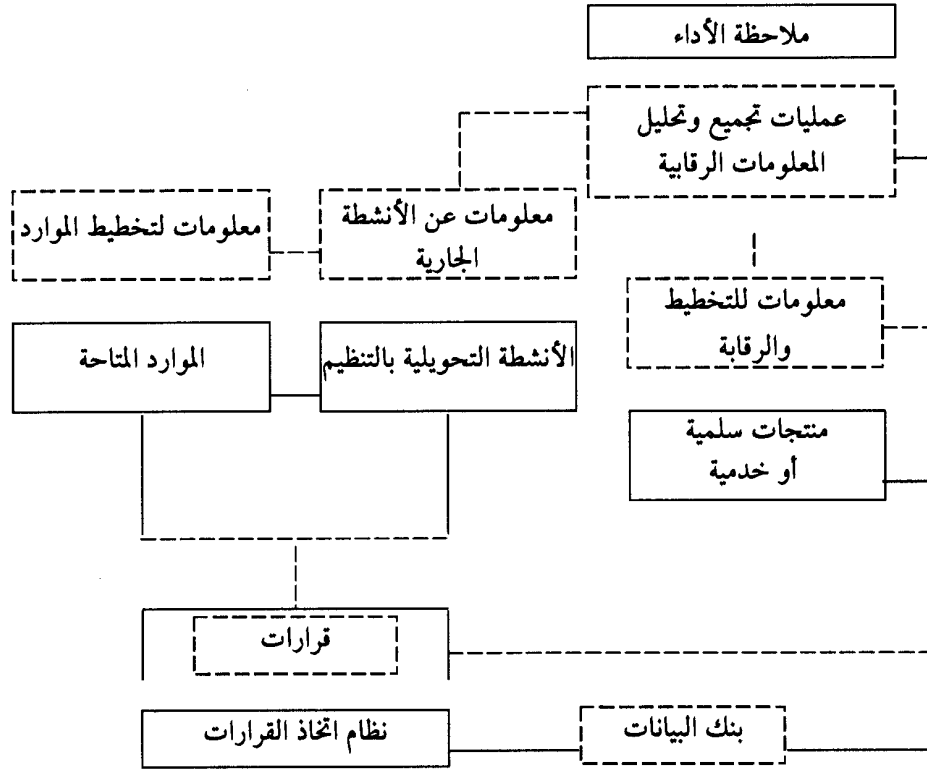 ملاحظة الأداء
عمليات تجميع وتحليل
المعلومات الرقابية
معلومات عن الأنشطة
الجارية
معلومات لتخطيط الموارد
معلومات للتخطيط
والرقابة
الأنشطة التحويلية بالتنظيم
الموارد المتاحة
منتجات سلمية
أو خدمية
قرارات
بنك البيانات
نظام اتخاذ القرارات